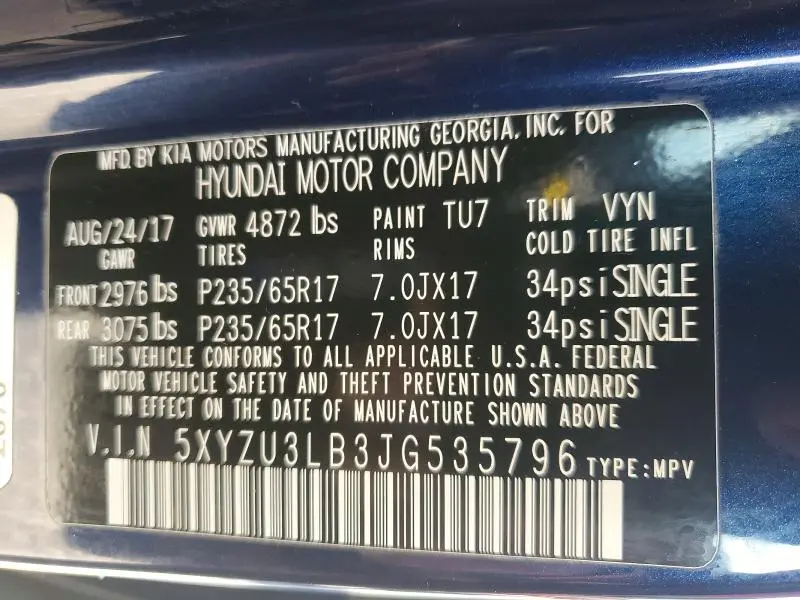 MFD. BY KIA MOTORS MANUFACTURING GEORGIA, INC. FOR
HYUNDAI MOTOR COMPANY
AUG/24/17 GVWR 4872 lbs PAINT TU7 TRIM VYN
GAWR TIRES RIMS COLD TIRE INFL
FRONT 2976 lbs P235/65R17 7.0JX17 34psi SINGLE
REAR 3075 lbs P235/65R17 7.0JX17 34psi SINGLE
THIS VEHICLE CONFORMS TO ALL APPLICABLE U.S.A. FEDERAL
MOTOR VEHICLE SAFETY AND THEFT PREVENTION STANDARDS
IN EFFECT ON THE DATE OF MANUFACTURE SHOWN ABOVE
V.I.N 5XYZU3LB3JG535796 TYPE:MPV